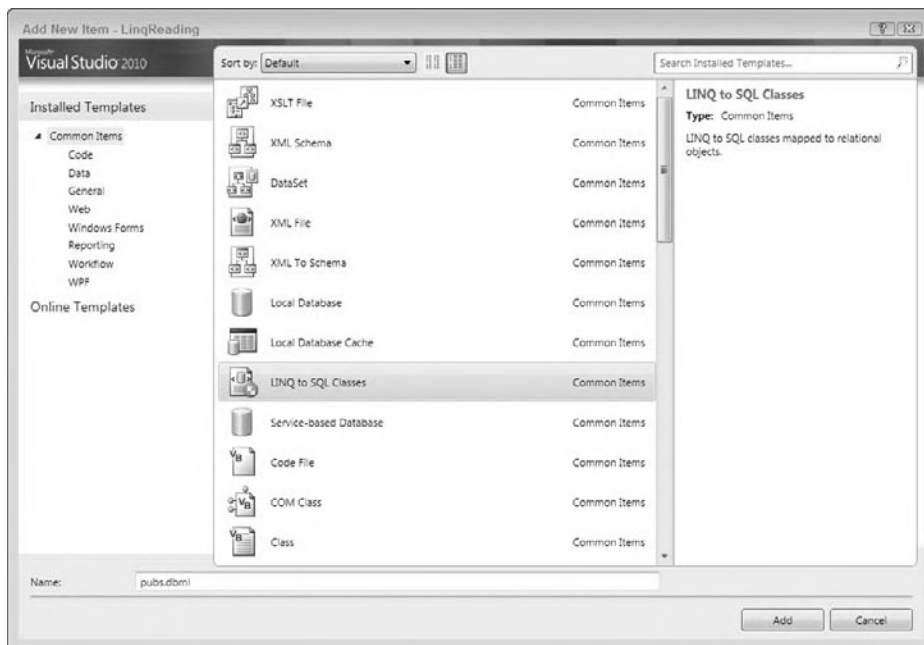 Add New Item - LinqReading
Microsoft
Visual Studio 2010
Sort by: Default
Search Installed Templates...
Installed Templates
Common Items
Code
Data
General
Web
Windows Forms
Reporting
Workflow
WPF
Online Templates
XSLT File Common Items
XML Schema Common Items
DataSet Common Items
XML File Common Items
XML To Schema Common Items
Local Database Common Items
Local Database Cache Common Items
LINQ to SQL Classes Common Items
Service-based Database Common Items
Code File Common Items
COM Class Common Items
Class Common Items
LINQ to SQL Classes
Type: Common Items
LINQ to SQL classes mapped to relational
objects.
Name: pubs.dbml
Add Cancel